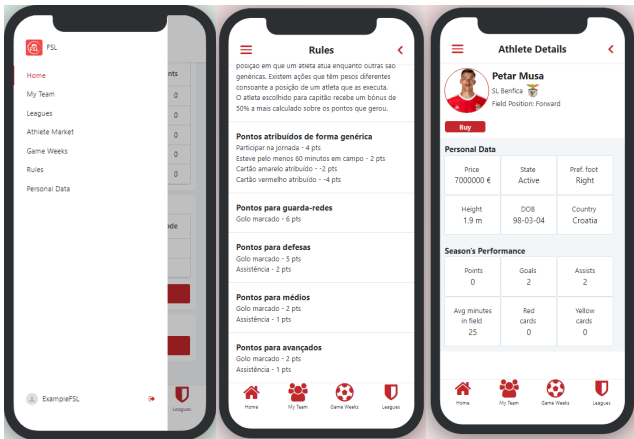 FSL
Home
My Team
Leagues
Athlete Market
Game Weeks
Rules
Personal Data
nts
0
0
0
0
de
ExampleFSL
Leagues
Rules
posição em que um atleta atua enquanto outras são
genéricas. Existem ações que têm pesos diferentes
consoante a posição de um atleta que as executa.
O atleta escolhido para capitão recebe um bónus de
50% a mais calculado sobre os pontos que gerou.
Pontos atribuídos de forma genérica
Participar na jornada - 4 pts
Esteve pelo menos 60 minutos em campo - 2 pts
Cartão amarelo atribuído - -2 pts
Cartão vermelho atribuído - -4 pts
Pontos para guarda-redes
Golo marcado - 6 pts
Pontos para defesas
Golo marcado - 5 pts
Assistência - 2 pts
Pontos para médios
Golo marcado - 2 pts
Assistência - 1 pts
Pontos para avançados
Golo marcado - 2 pts
Assistência - 1 pts
Home
My Team
Game Weeks
Leagues
Athlete Details
Petar Musa
SL Benfica
Field Position: Forward
Buy
Personal Data
Price
7000000 €
State
Active
Pref. foot
Right
Height
1.9 m
DOB
98-03-04
Country
Croatia
Season's Performance
Points
0
Goals
2
Assists
2
Avg minutes
in field
25
Red
cards
0
Yellow
cards
0
Home
My Team
Game Weeks
Leagues